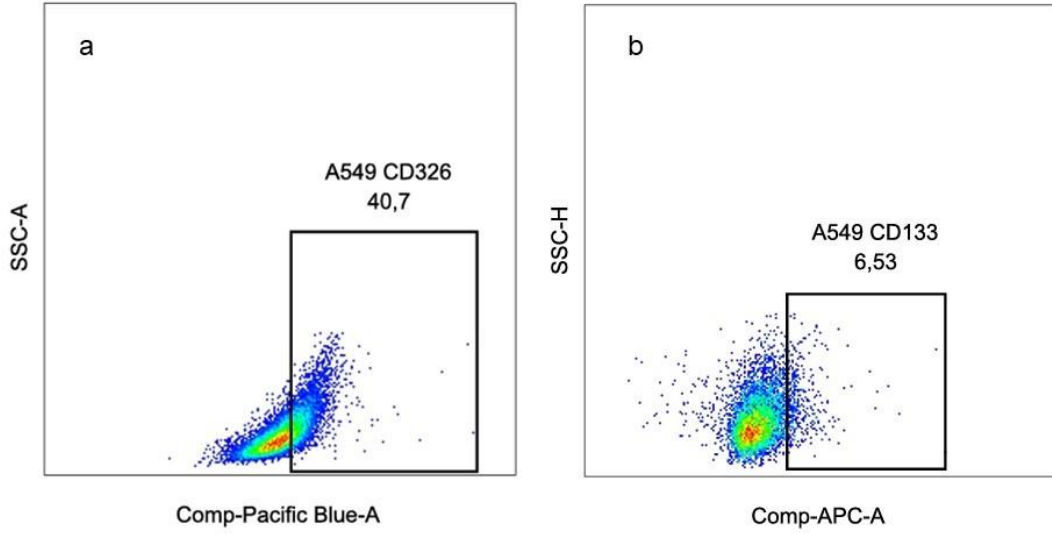 a
A549 CD326
40,7
SSC-A
Comp-Pacific Blue-A
b
A549 CD133
6,53
SSC-H
Comp-APC-A